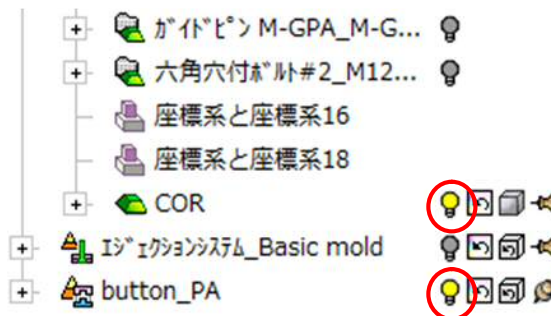 ｶﾞｲﾄﾞﾋﾟﾝ M-GPA_M-G...
六角穴付ﾎﾞﾙﾄ#2_M12...
座標系と座標系16
座標系と座標系18
COR
ｴｼﾞｪｸｼｮﾝｼｽﾃﾑ_Basic mold
button_PA